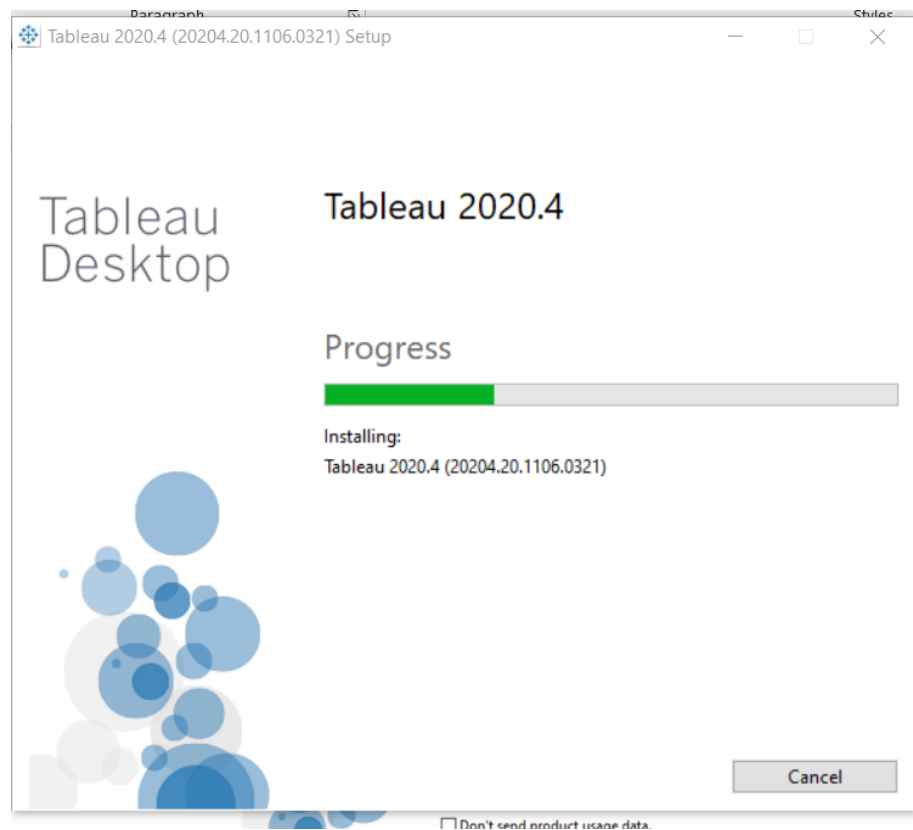 Paragraph
Styles
Tableau 2020.4 (20204.20.1106.0321) Setup
Tableau
Desktop
Tableau 2020.4
Progress
Installing:
Tableau 2020.4 (20204.20.1106.0321)
Cancel
Don't send product usage data.